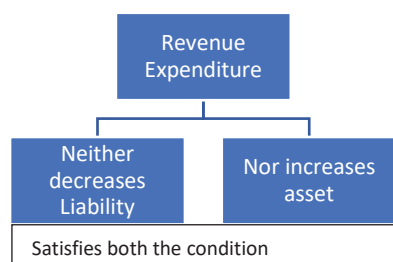 Revenue
Expenditure
Neither
decreases
Liability
Nor increases
asset
Satisfies both the condition